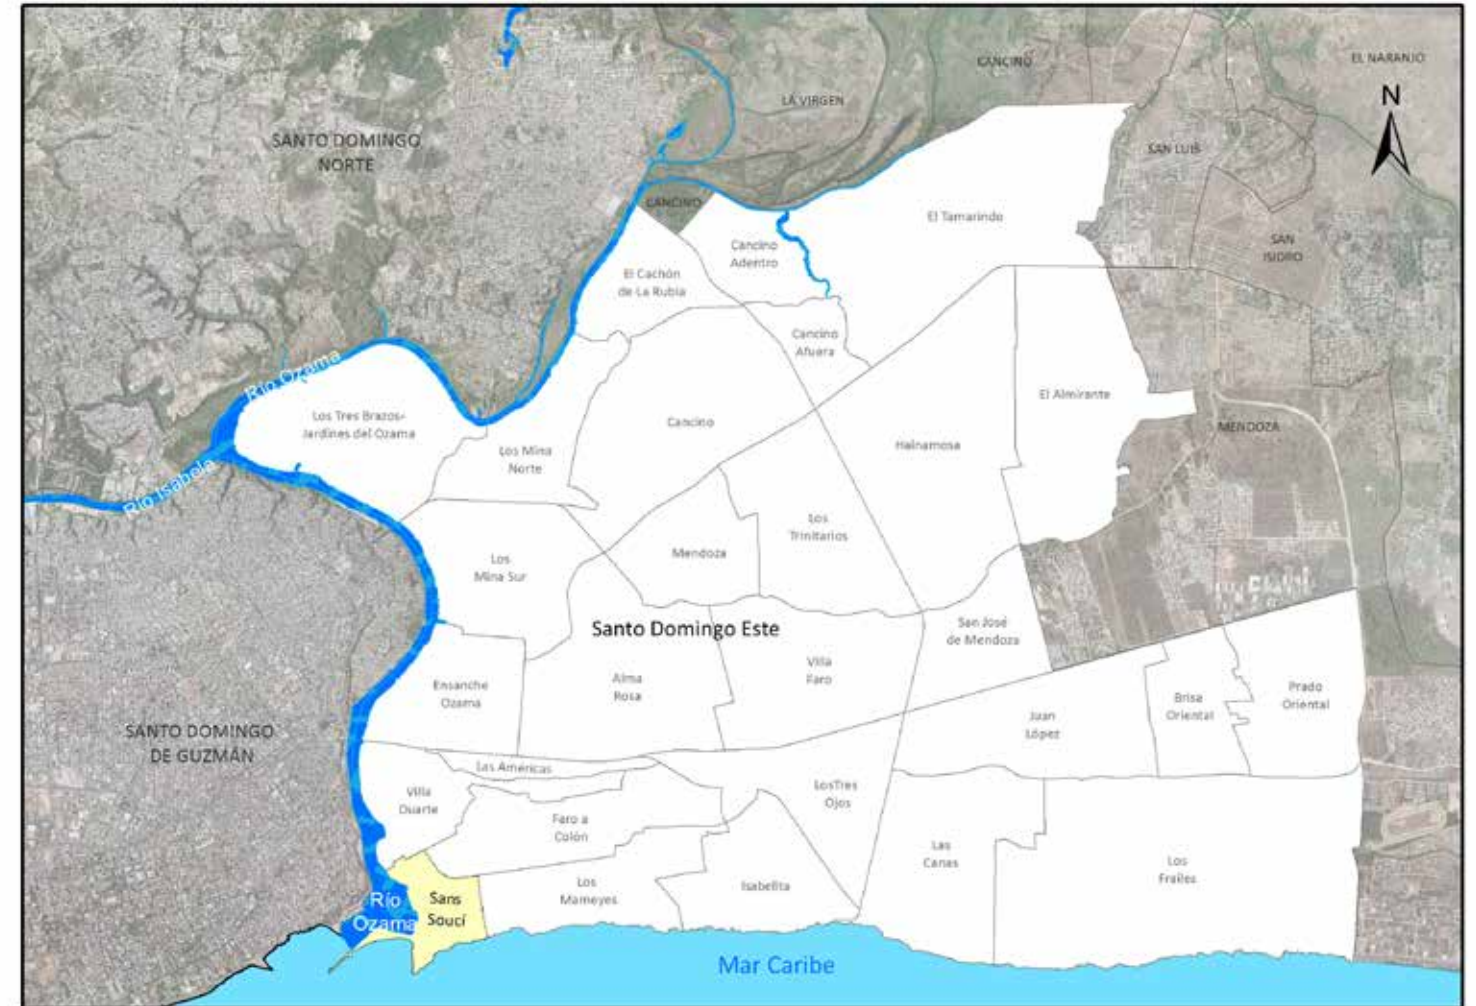 EL NARANJO
CANCINO
N
LA VIRGEN
SANTO DOMINGO
NORTE
SAN LUIS
CANCINO
El Tamarindo
SAN
ISIDRO
Cancino
Adentro
El Cachón
de La Rubia
Cancino
Afuera
Río Ozama
El Almirante
Los Tres Brazos-
Jardines del Ozama
Cancino
MENDOZA
Hainamosa
Los Mina
Norte
Río Isabela
Los
Trinitarios
Mendoza
Los
Mina Sur
Santo Domingo Este
San José
de Mendoza
Villa
Faro
Alma
Rosa
Ensanche
Ozama
Prado
Oriental
Brisa
Oriental
Juan
López
SANTO DOMINGO
DE GUZMÁN
Las Américas
LosTres
Ojos
Villa
Duarte
Faro a
Colón
Las
Canas
Los
Frailes
Isabelita
Los
Mameyes
Sans
Soucí
Río
Ozama
Mar Caribe